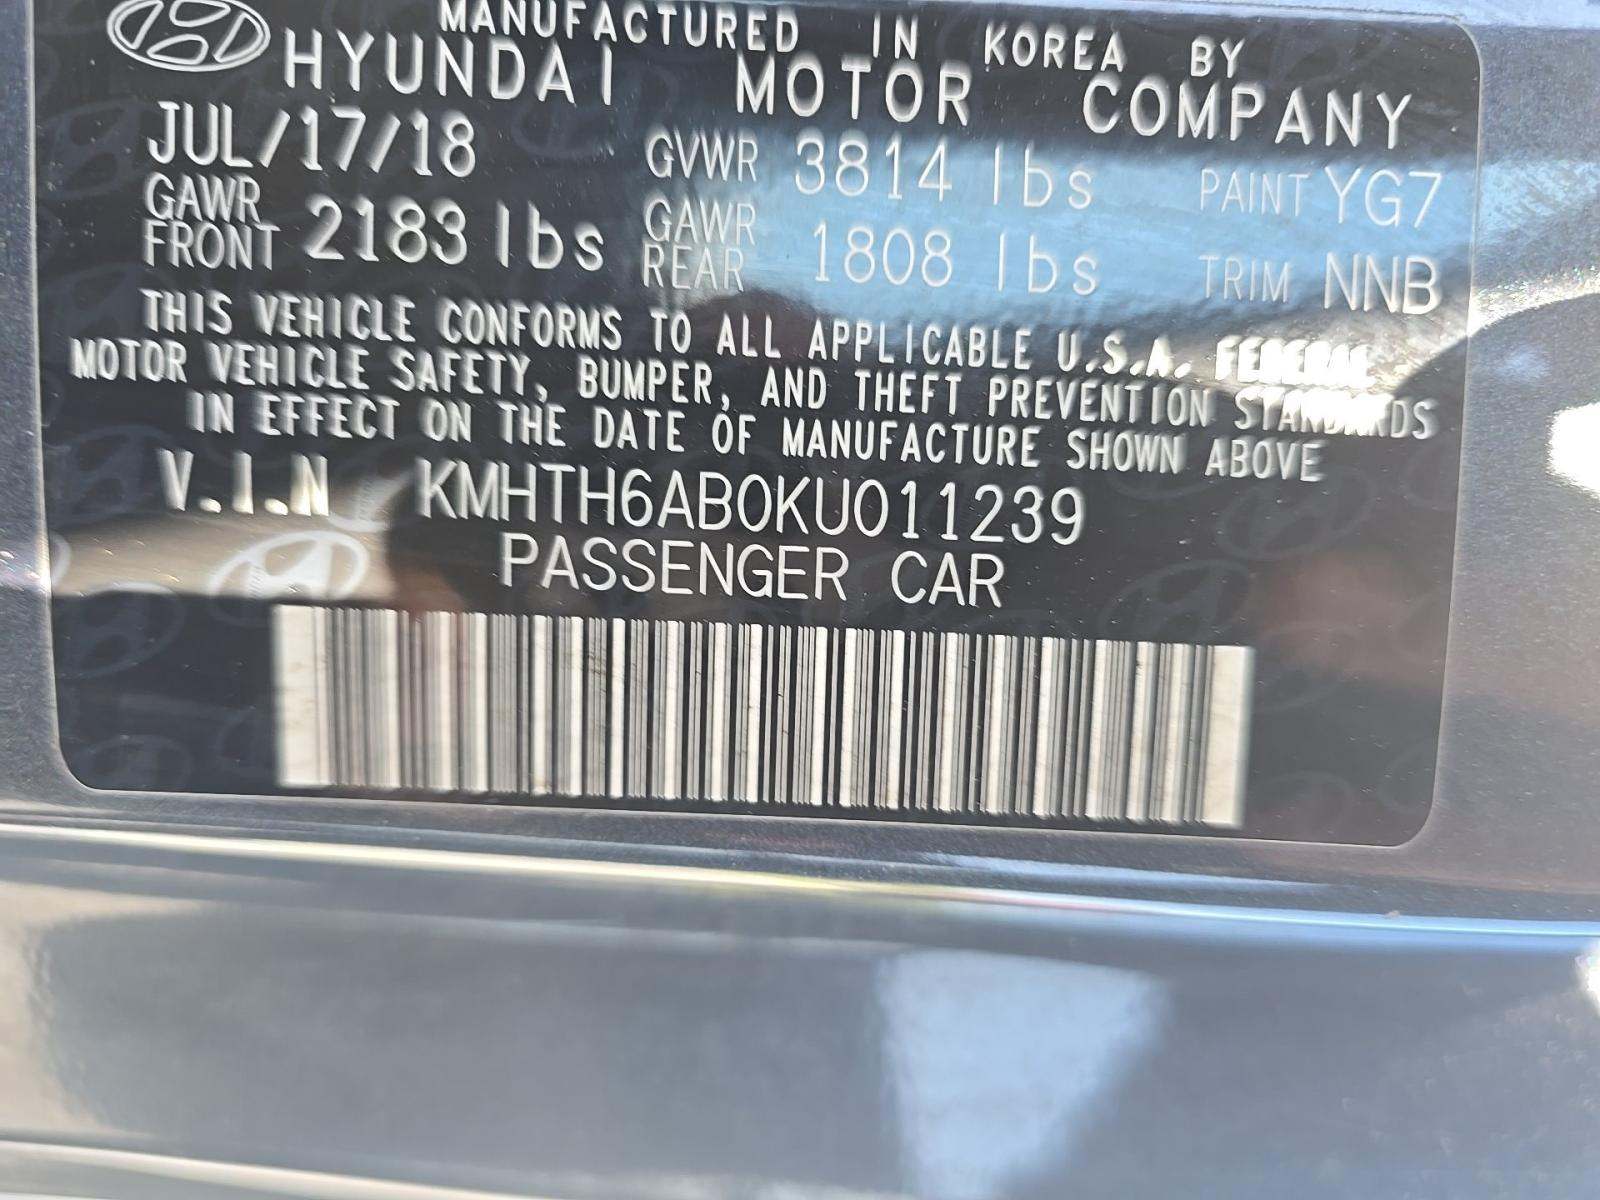 MANUFACTURED IN KOREA BY
HYUNDAI MOTOR COMPANY
JUL/17/18 GVWR 3814 lbs PAINT YG7
GAWR FRONT 2183 lbs GAWR REAR 1808 lbs TRIM NNB
THIS VEHICLE CONFORMS TO ALL APPLICABLE U.S.A. FEDERAL
MOTOR VEHICLE SAFETY, BUMPER, AND THEFT PREVENTION STANDARDS
IN EFFECT ON THE DATE OF MANUFACTURE SHOWN ABOVE
V.I.N KMHTH6AB0KU011239
PASSENGER CAR